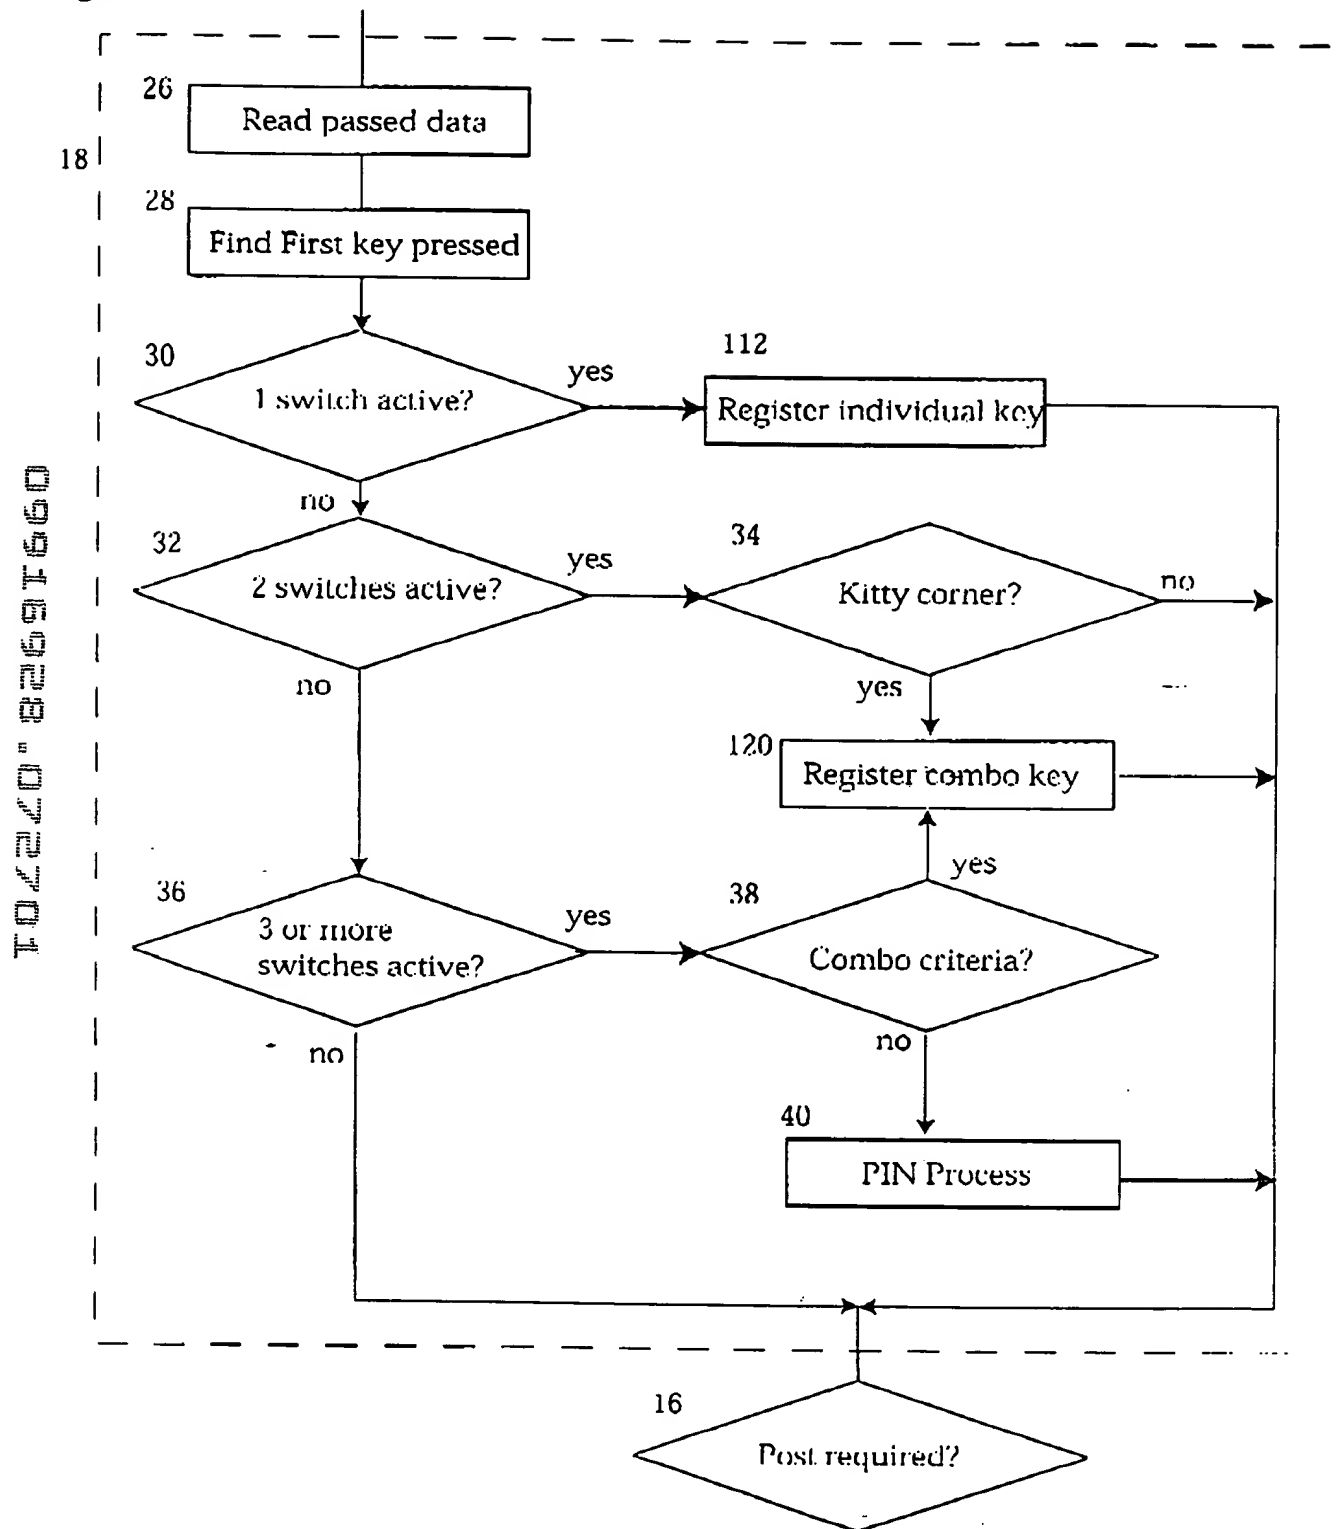 26
Read passed data
18
28
Find First key pressed
30
1 switch active?
yes
112
Register individual key
no
32
2 switches active?
yes
34
Kitty corner?
no
no
yes
120
Register combo key
yes
36
3 or more
switches active?
yes
38
Combo criteria?
no
no
40
PIN Process
16
Post required?
09916928.072701